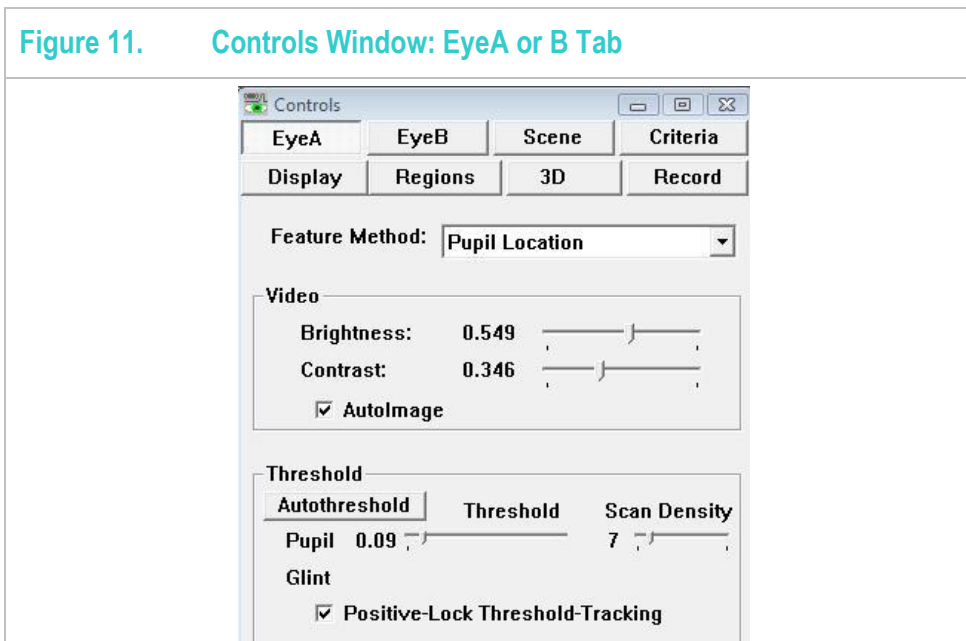 Figure 11. Controls Window: EyeA or B Tab
Controls
EyeA EyeB Scene Criteria
Display Regions 3D Record
Feature Method: Pupil Location
Video
Brightness: 0.549
Contrast: 0.346
AutoImage
Threshold
Autothreshold Threshold Scan Density
Pupil 0.09 7
Glint
Positive-Lock Threshold-Tracking